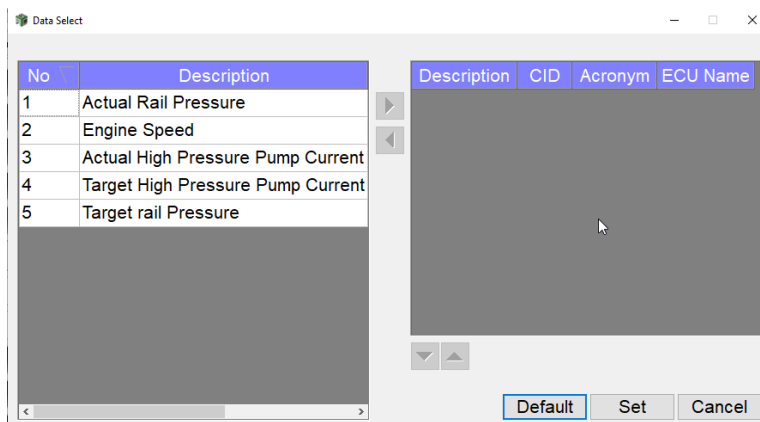 Data Select
No Description
1 Actual Rail Pressure
2 Engine Speed
3 Actual High Pressure Pump Current
4 Target High Pressure Pump Current
5 Target rail Pressure
Description CID Acronym ECU Name
Default Set Cancel